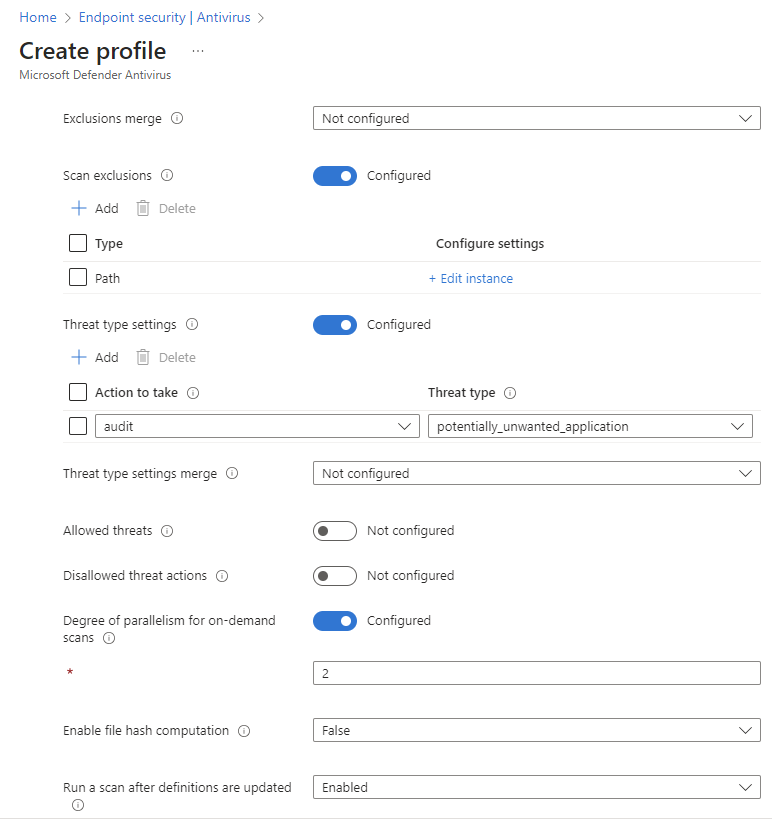 Home > Endpoint security | Antivirus >
Create profile ...
Microsoft Defender Antivirus
Exclusions merge Not configured
Scan exclusions Configured
+ Add Delete
Type Configure settings
Path + Edit instance
Threat type settings Configured
+ Add Delete
Action to take Threat type
audit potentially_unwanted_application
Threat type settings merge Not configured
Allowed threats Not configured
Disallowed threat actions Not configured
Degree of parallelism for on-demand Configured
scans
* 2
Enable file hash computation False
Run a scan after definitions are updated Enabled